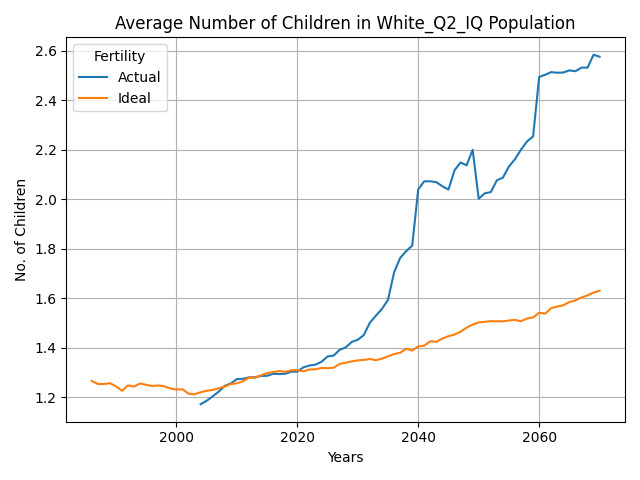 Average Number of Children in White_Q2_IQ Population
Fertility
Actual
Ideal
No. of Children
2.6
2.4
2.2
2.0
1.8
1.6
1.4
1.2
2000
2020
2040
2060
Years